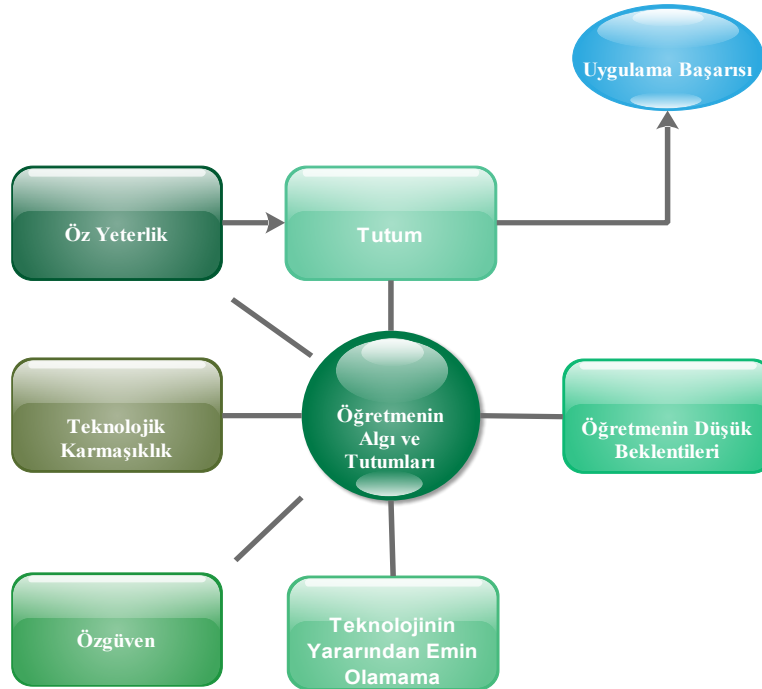 Uygulama Başarısı
Öz Yeterlik
Tutum
Teknolojik
Karmaşıklık
Öğretmenin
Algı ve
Tutumları
Öğretmenin Düşük
Beklentileri
Özgüven
Teknolojinin
Yararından Emin
Olamama